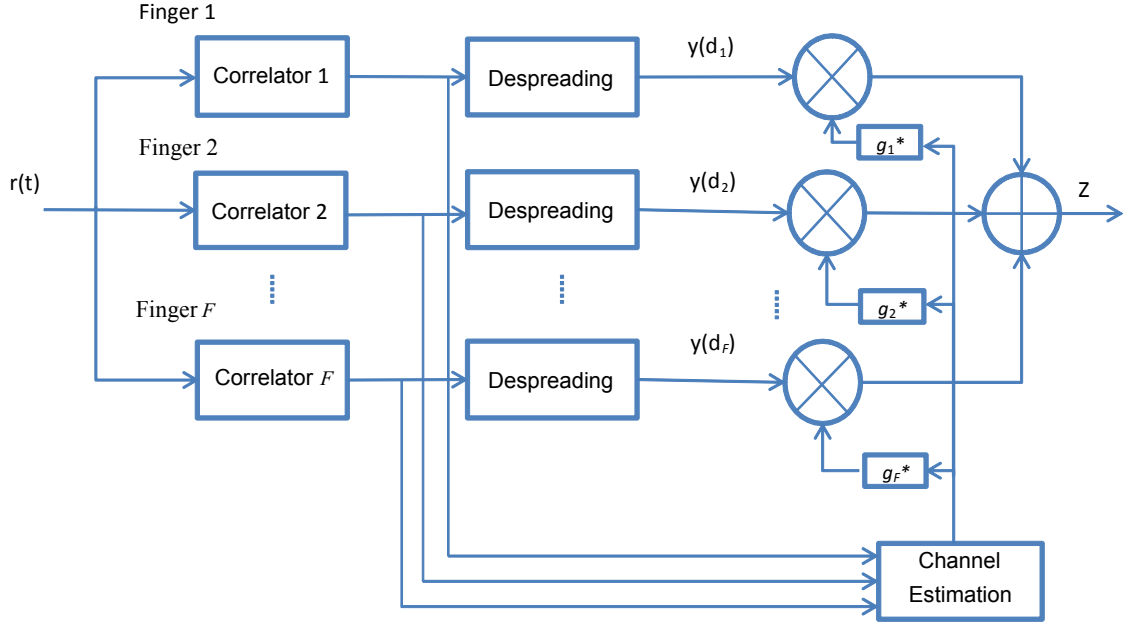 Finger 1
Correlator 1
Despreading
y(d1)
g1*
Finger 2
r(t)
Correlator 2
Despreading
y(d2)
Z
g2*
Finger F
Correlator F
Despreading
y(dF)
gF*
Channel
Estimation